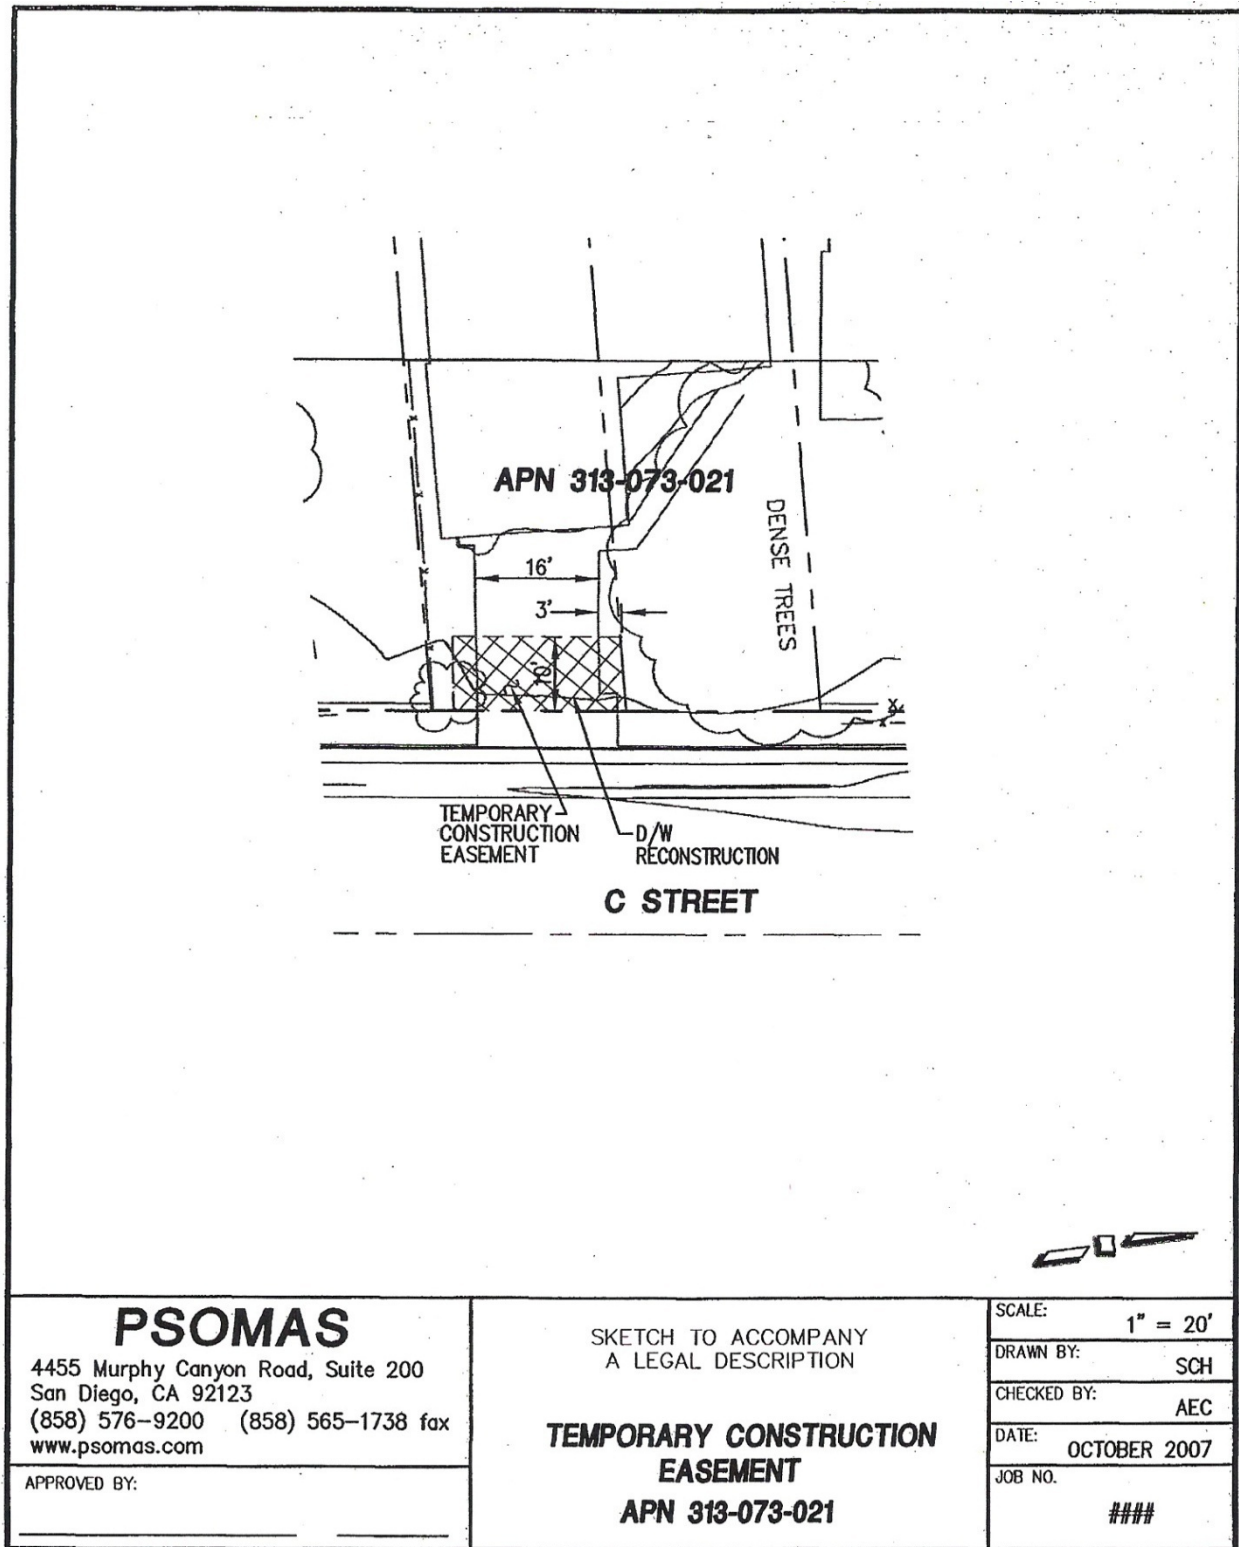 APN 313-073-021
DENSE TREES
16'
3'
10'
TEMPORARY
CONSTRUCTION
EASEMENT
D/W
RECONSTRUCTION
C STREET
PSOMAS
4455 Murphy Canyon Road, Suite 200
San Diego, CA 92123
(858) 576-9200 (858) 565-1738 fax
www.psomas.com
APPROVED BY:
SKETCH TO ACCOMPANY
A LEGAL DESCRIPTION
TEMPORARY CONSTRUCTION
EASEMENT
APN 313-073-021
SCALE:
1" = 20'
DRAWN BY:
SCH
CHECKED BY:
AEC
DATE:
OCTOBER 2007
JOB NO.
####